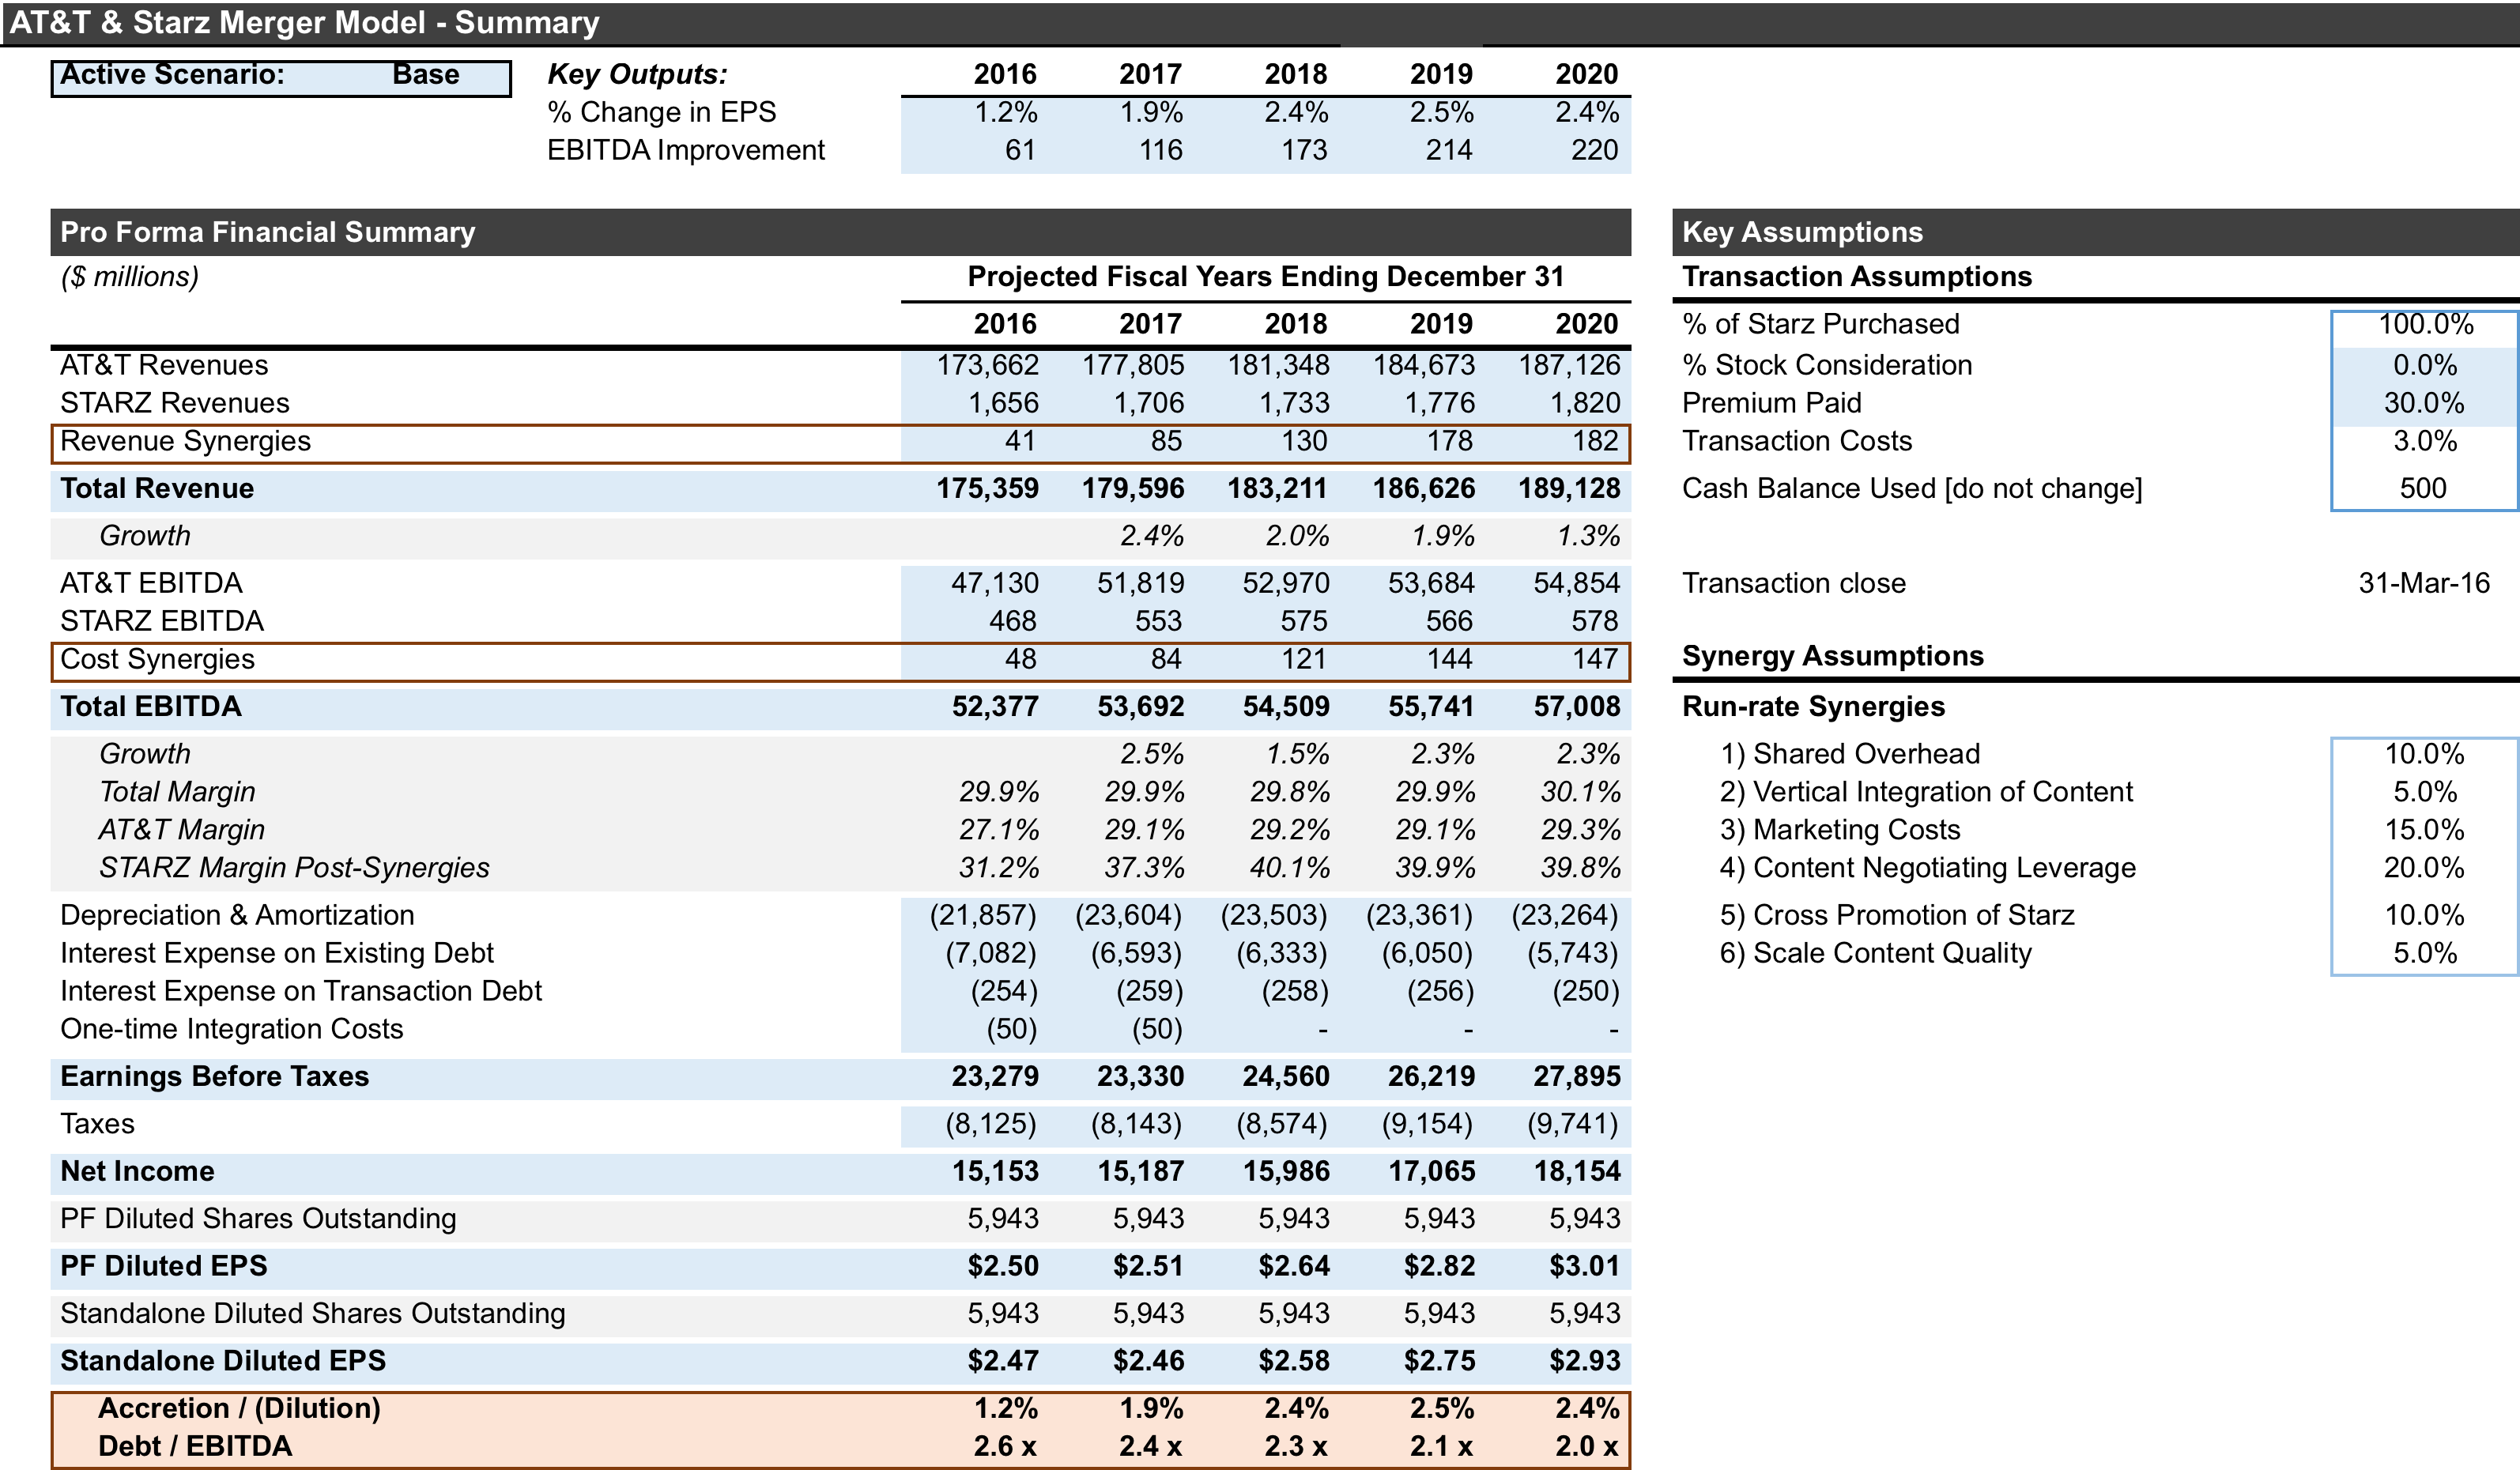 AT&T & Starz Merger Model - Summary
Active Scenario: Base Key Outputs: 2016 2017 2018 2019 2020
% Change in EPS 1.2% 1.9% 2.4% 2.5% 2.4%
EBITDA Improvement 61 116 173 214 220
Pro Forma Financial Summary Key Assumptions
($ millions) Projected Fiscal Years Ending December 31 Transaction Assumptions
2016 2017 2018 2019 2020 % of Starz Purchased 100.0%
AT&T Revenues 173,662 177,805 181,348 184,673 187,126 % Stock Consideration 0.0%
STARZ Revenues 1,656 1,706 1,733 1,776 1,820 Premium Paid 30.0%
Revenue Synergies 41 85 130 178 182 Transaction Costs 3.0%
Total Revenue 175,359 179,596 183,211 186,626 189,128 Cash Balance Used [do not change] 500
Growth 2.4% 2.0% 1.9% 1.3%
AT&T EBITDA 47,130 51,819 52,970 53,684 54,854 Transaction close 31-Mar-16
STARZ EBITDA 468 553 575 566 578
Cost Synergies 48 84 121 144 147 Synergy Assumptions
Total EBITDA 52,377 53,692 54,509 55,741 57,008 Run-rate Synergies
Growth 2.5% 1.5% 2.3% 2.3% 1) Shared Overhead 10.0%
Total Margin 29.9% 29.9% 29.8% 29.9% 30.1% 2) Vertical Integration of Content 5.0%
AT&T Margin 27.1% 29.1% 29.2% 29.1% 29.3% 3) Marketing Costs 15.0%
STARZ Margin Post-Synergies 31.2% 37.3% 40.1% 39.9% 39.8% 4) Content Negotiating Leverage 20.0%
Depreciation & Amortization (21,857) (23,604) (23,503) (23,361) (23,264) 5) Cross Promotion of Starz 10.0%
Interest Expense on Existing Debt (7,082) (6,593) (6,333) (6,050) (5,743) 6) Scale Content Quality 5.0%
Interest Expense on Transaction Debt (254) (259) (258) (256) (250)
One-time Integration Costs (50) (50) - - -
Earnings Before Taxes 23,279 23,330 24,560 26,219 27,895
Taxes (8,125) (8,143) (8,574) (9,154) (9,741)
Net Income 15,153 15,187 15,986 17,065 18,154
PF Diluted Shares Outstanding 5,943 5,943 5,943 5,943 5,943
PF Diluted EPS $2.50 $2.51 $2.64 $2.82 $3.01
Standalone Diluted Shares Outstanding 5,943 5,943 5,943 5,943 5,943
Standalone Diluted EPS $2.47 $2.46 $2.58 $2.75 $2.93
Accretion / (Dilution) 1.2% 1.9% 2.4% 2.5% 2.4%
Debt / EBITDA 2.6 x 2.4 x 2.3 x 2.1 x 2.0 x